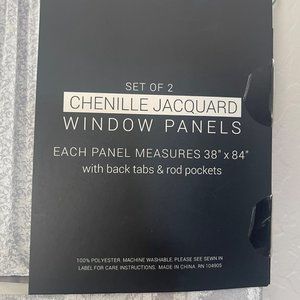 SET OF 2
CHENILLE JACQUARD
WINDOW PANELS
EACH PANEL MEASURES 38" x 84"
with back tabs & rod pockets
100% POLYESTER. MACHINE WASHABLE. PLEASE SEE SEWN IN
LABEL FOR CARE INSTRUCTIONS. MADE IN CHINA. RN 104905